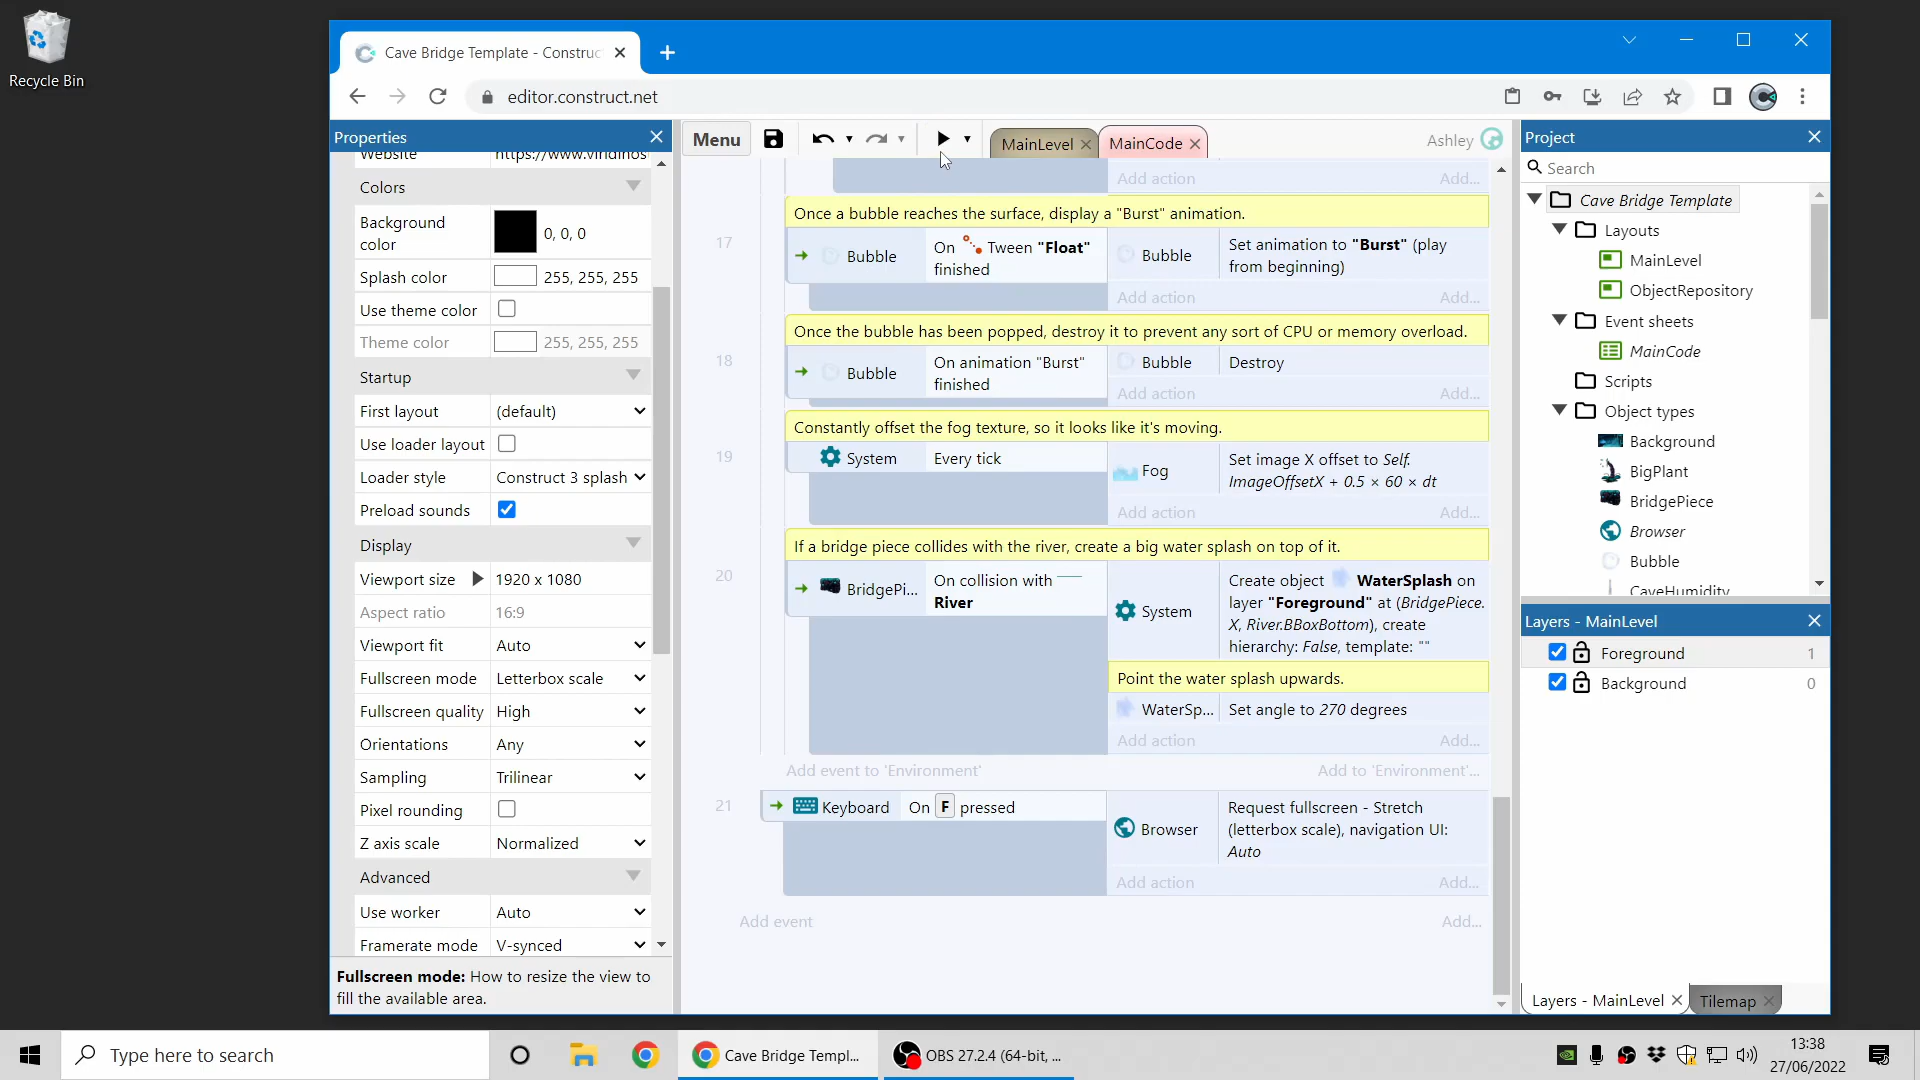 Recycle Bin
Cave Bridge Template - Construc
editor.construct.net
Properties
Menu
MainLevel
MainCode
Ashley
Project
Website
https://www.viridinos
Colors
Background color
0, 0, 0
Splash color
255, 255, 255
Use theme color
Theme color
255, 255, 255
Startup
First layout
(default)
Use loader layout
Loader style
Construct 3 splash
Preload sounds
Display
Viewport size
1920 x 1080
Aspect ratio
16:9
Viewport fit
Auto
Fullscreen mode
Letterbox scale
Fullscreen quality
High
Orientations
Any
Sampling
Trilinear
Pixel rounding
Z axis scale
Normalized
Advanced
Use worker
Auto
Framerate mode
V-synced
Fullscreen mode: How to resize the view to
fill the available area.
Add action
Add...
Once a bubble reaches the surface, display a "Burst" animation.
17
Bubble
On Tween "Float"
finished
Bubble
Set animation to "Burst" (play
from beginning)
Add action
Add...
Once the bubble has been popped, destroy it to prevent any sort of CPU or memory overload.
18
Bubble
On animation "Burst"
finished
Bubble
Destroy
Add action
Add...
Constantly offset the fog texture, so it looks like it's moving.
19
System
Every tick
Fog
Set image X offset to Self.
ImageOffsetX + 0.5 × 60 × dt
Add action
Add...
If a bridge piece collides with the river, create a big water splash on top of it.
20
BridgePi...
On collision with
River
System
Create object WaterSplash on
layer "Foreground" at (BridgePiece.
X, River.BBoxBottom), create
hierarchy: False, template: ""
Point the water splash upwards.
WaterSp...
Set angle to 270 degrees
Add action
Add...
Add event to 'Environment'
Add to 'Environment'...
21
Keyboard
On F pressed
Browser
Request fullscreen - Stretch
(letterbox scale), navigation UI:
Auto
Add action
Add...
Add event
Add...
Search
Cave Bridge Template
Layouts
MainLevel
ObjectRepository
Event sheets
MainCode
Scripts
Object types
Background
BigPlant
BridgePiece
Browser
Bubble
CaveHumidity
Layers - MainLevel
Foreground
1
Background
0
Layers - MainLevel
Tilemap
Type here to search
Cave Bridge Templ...
OBS 27.2.4 (64-bit, ...
13:38
27/06/2022